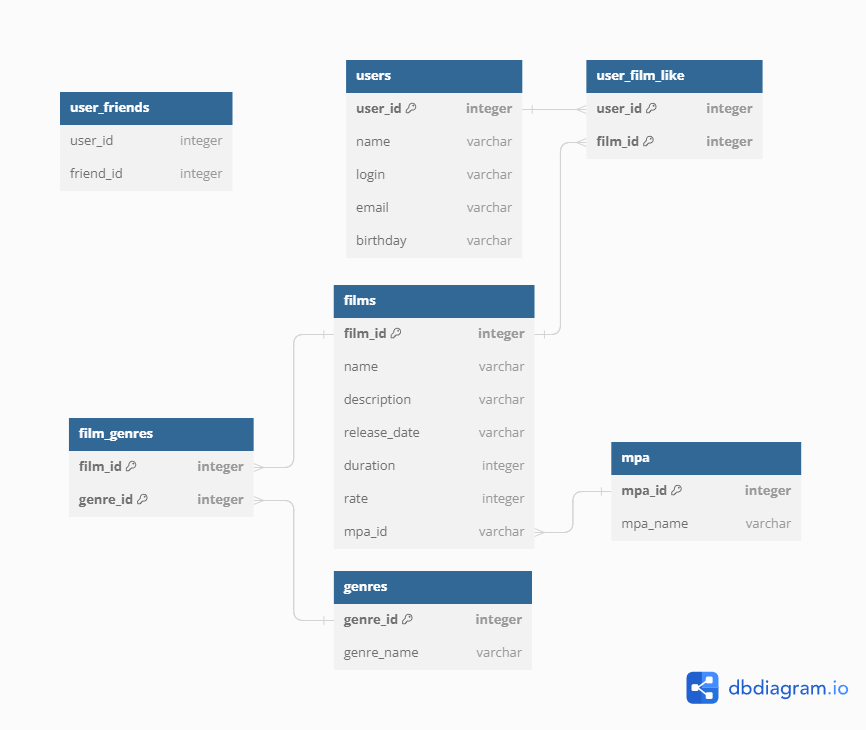 user_friends
user_id integer
friend_id integer
users
user_id integer
name varchar
login varchar
email varchar
birthday varchar
user_film_like
user_id integer
film_id integer
films
film_id integer
name varchar
description varchar
release_date varchar
duration integer
rate integer
mpa_id varchar
film_genres
film_id integer
genre_id integer
mpa
mpa_id integer
mpa_name varchar
genres
genre_id integer
genre_name varchar
dbdiagram.io